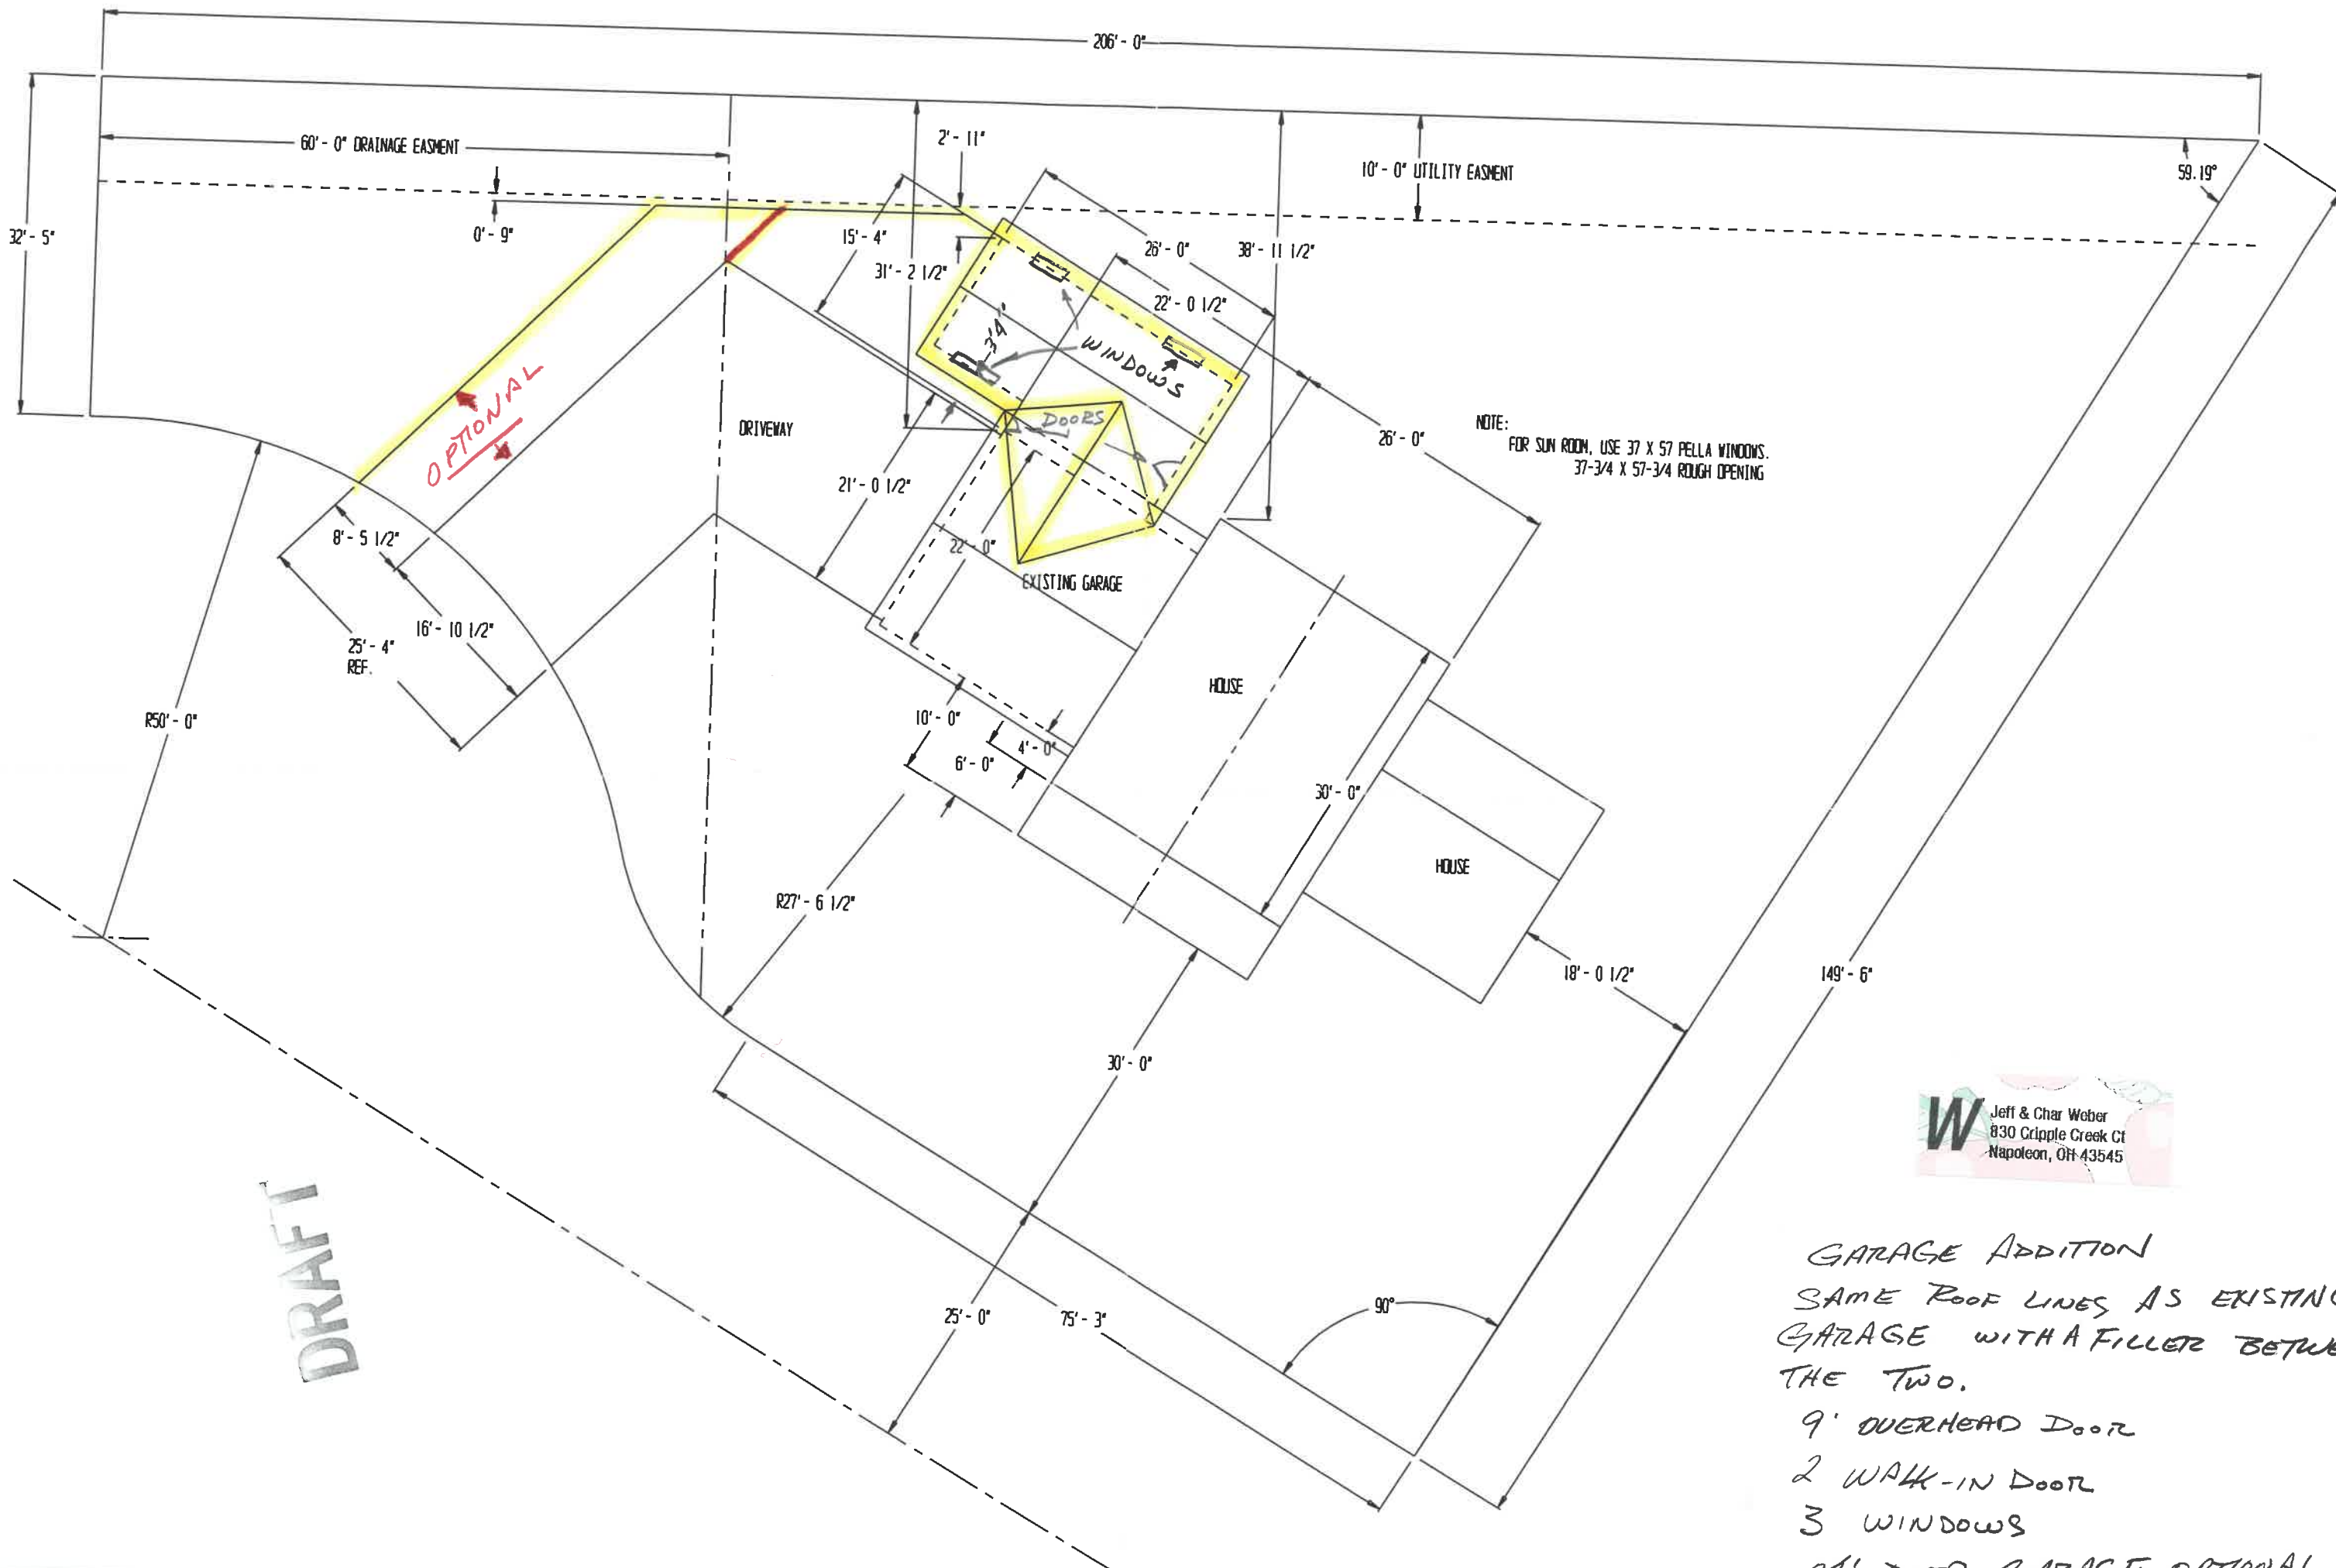 206'- 0"
60'- 0" DRAINAGE EASMENT
2'- 11"
10'- 0" UTILITY EASMENT
59.19°
32'- 5"
0'- 9"
15'- 4"
26'- 0"
38'- 11 1/2"
31'- 2 1/2"
22'- 0 1/2"
3'4'
WINDOWS
OPTIONAL
DOORS
DRIVEWAY
26'- 0"
NOTE:
FOR SUN ROOM, USE 37 X 57 PELLA WINDOWS.
37-3/4 X 57-3/4 ROUGH OPENING
21'- 0 1/2"
8'- 5 1/2"
22'- 0"
EXISTING GARAGE
16'- 10 1/2"
25'- 4"
REF.
HOUSE
R50'- 0"
10'- 0"
4'- 0"
6'- 0"
30'- 0"
HOUSE
R27'- 6 1/2"
18'- 0 1/2"
149'- 6"
30'- 0"
W
Jeff & Char Weber
830 Cripple Creek Ct
Napoleon, OH 43545
DRAFT
25'- 0"
75'- 3"
90°
GARAGE ADDITION
SAME ROOF LINES AS EXISTING
GARAGE WITH A FILLER BETWE
THE TWO.
9' OVERHEAD DOOR
2 WALK-IN DOOR
3 WINDOWS
GARAGE OPTIONAL